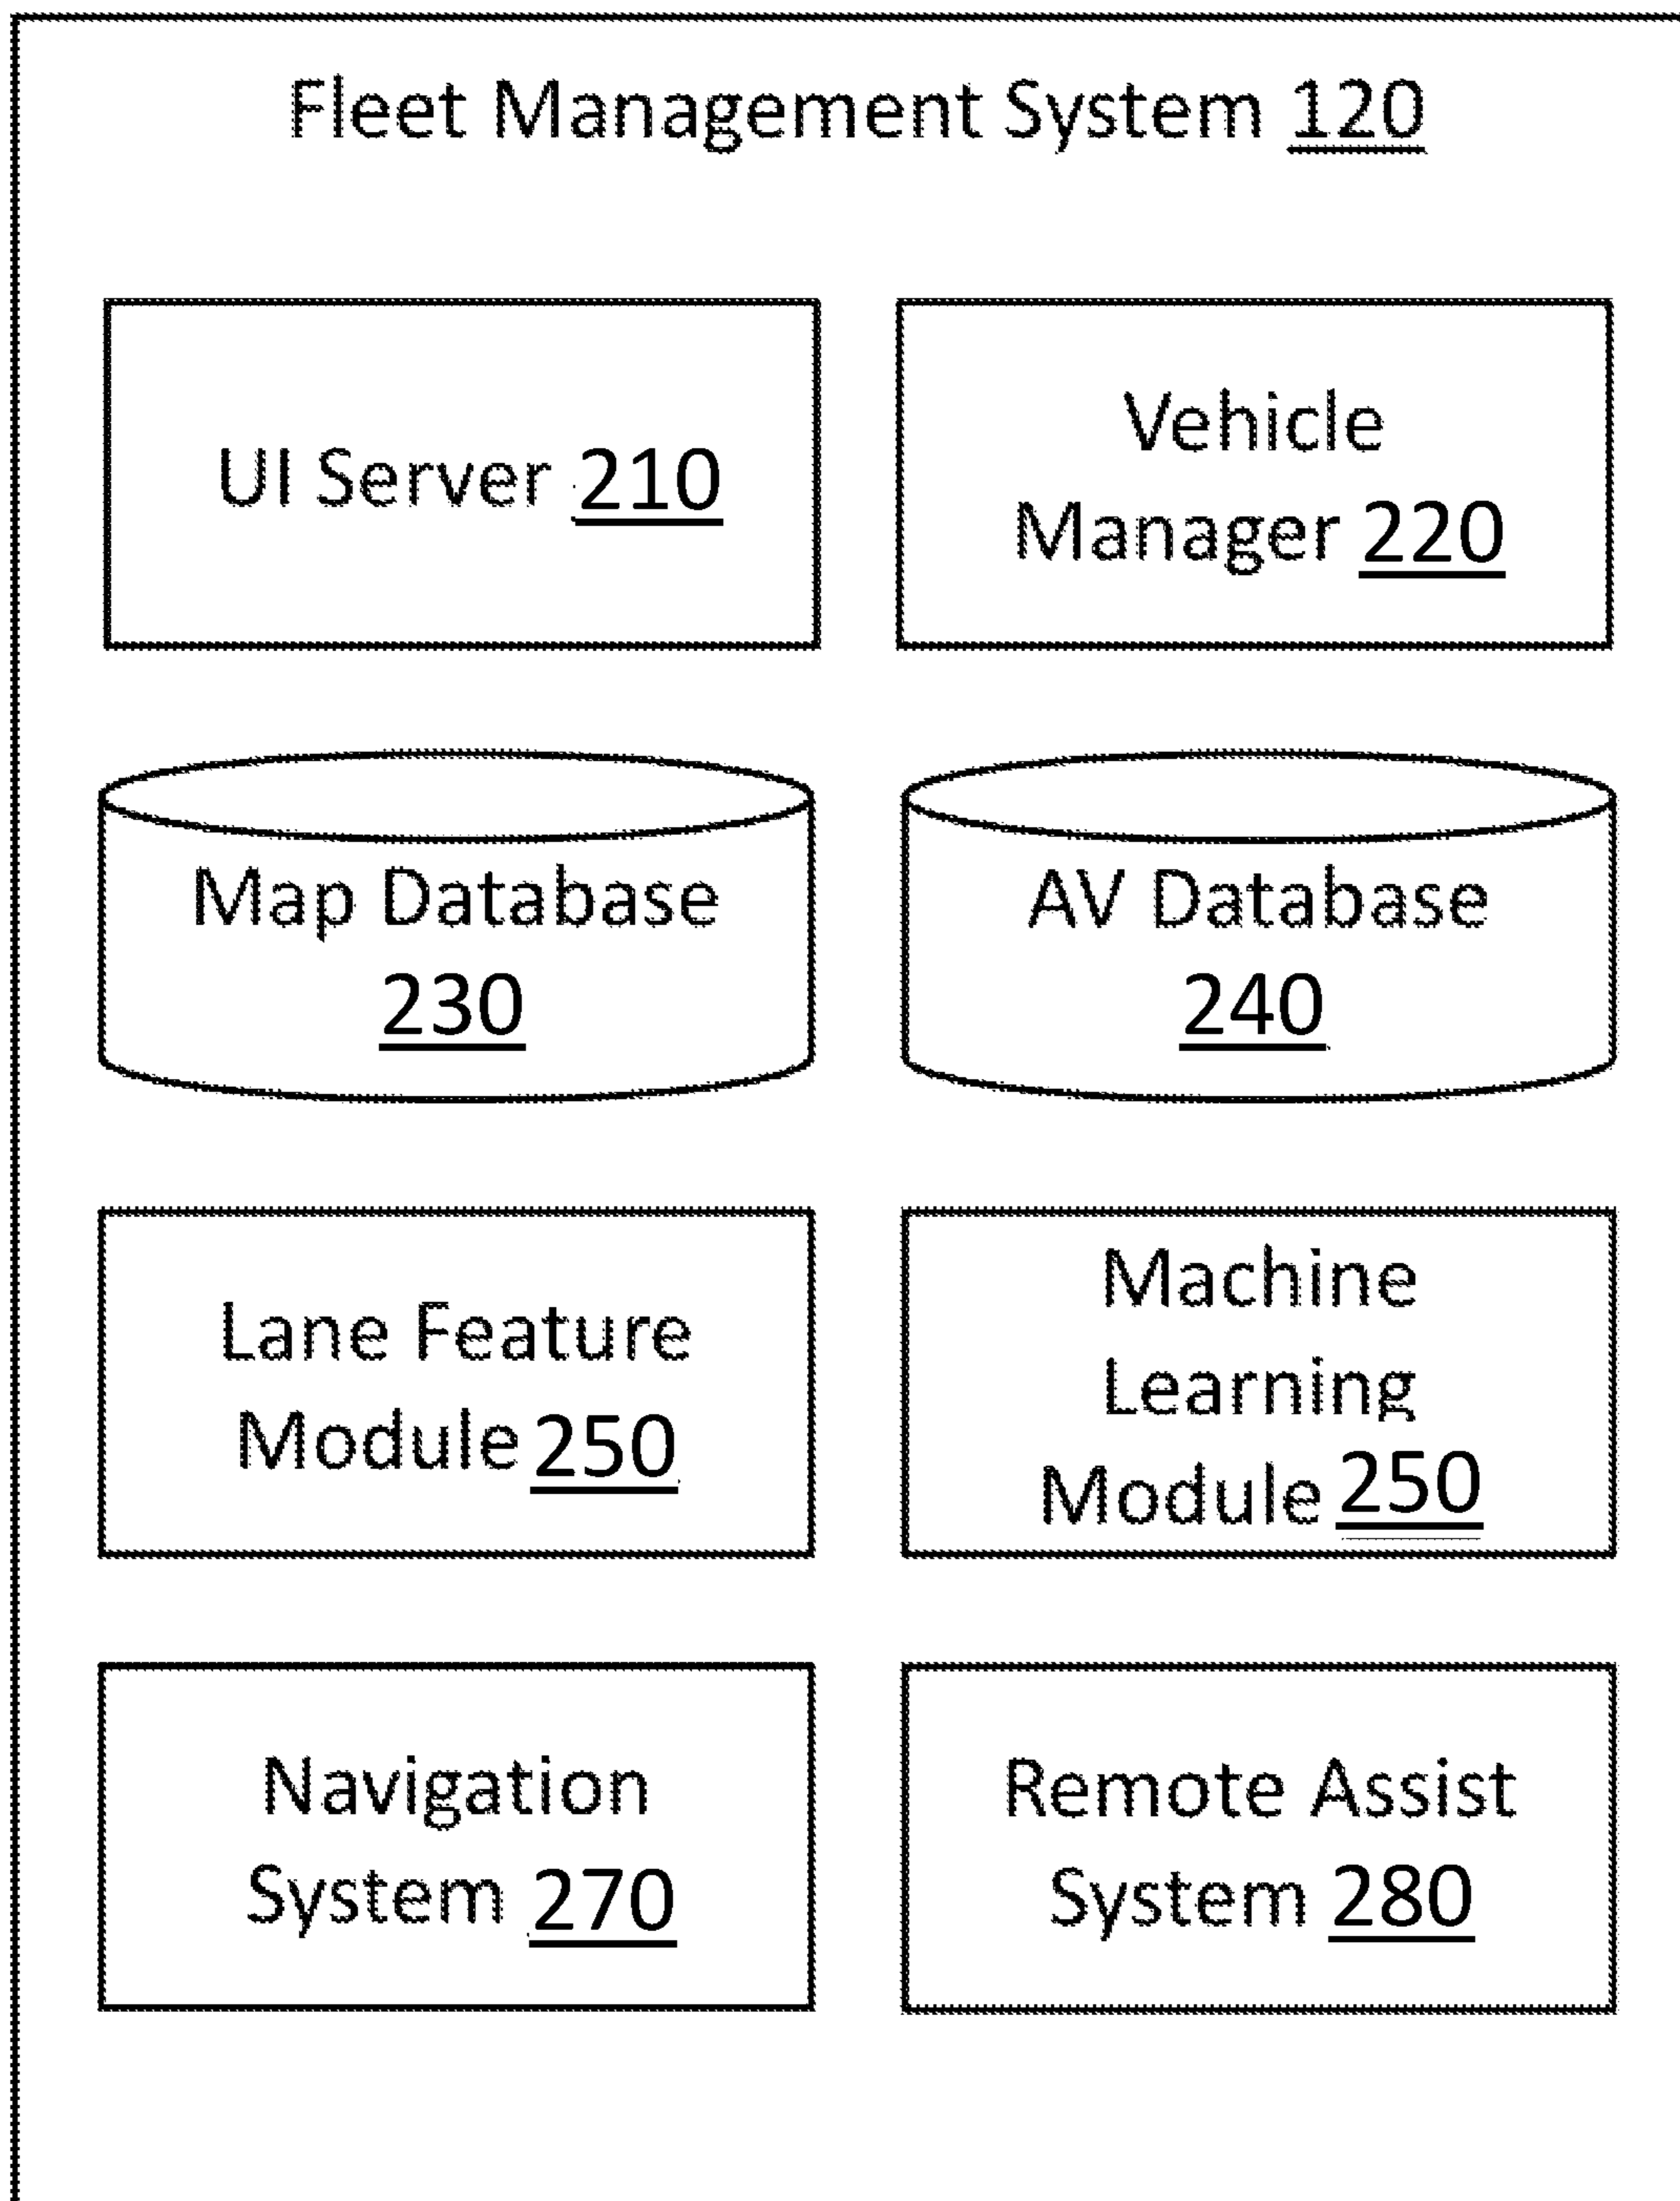 Fleet Management System 120
UI Server 210
Vehicle
Manager 220
Map Database
230
AV Database
240
Lane Feature
Module 250
Machine
Learning
Module 250
Navigation
System 270
Remote Assist
System 280